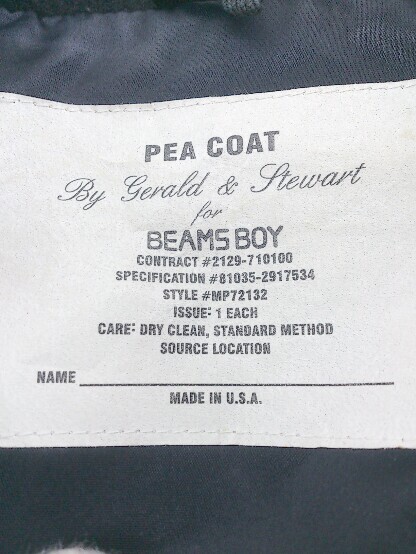 PEA COAT
By Gerald & Stewart
for
BEAMS BOY
CONTRACT #2129-710100
SPECIFICATION #81035-2917534
STYLE #MP72132
ISSUE: 1 EACH
CARE: DRY CLEAN, STANDARD METHOD
SOURCE LOCATION
NAME
MADE IN U.S.A.